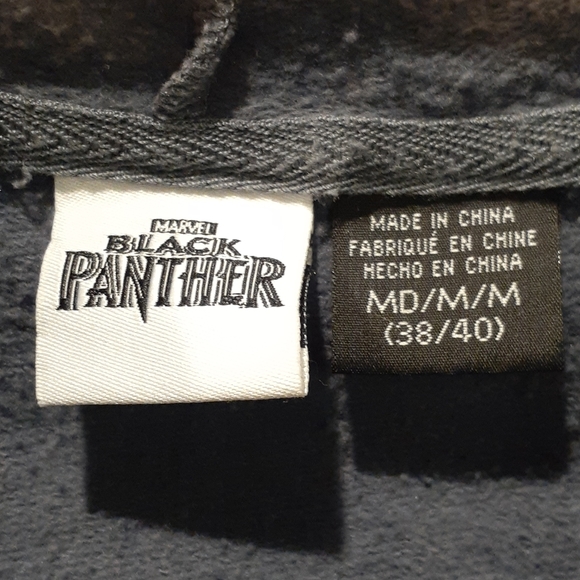 MARVEL
BLACK
PANTHER
MADE IN CHINA
FABRIQUÉ EN CHINE
HECHO EN CHINA
MD/M/M
(38/40)